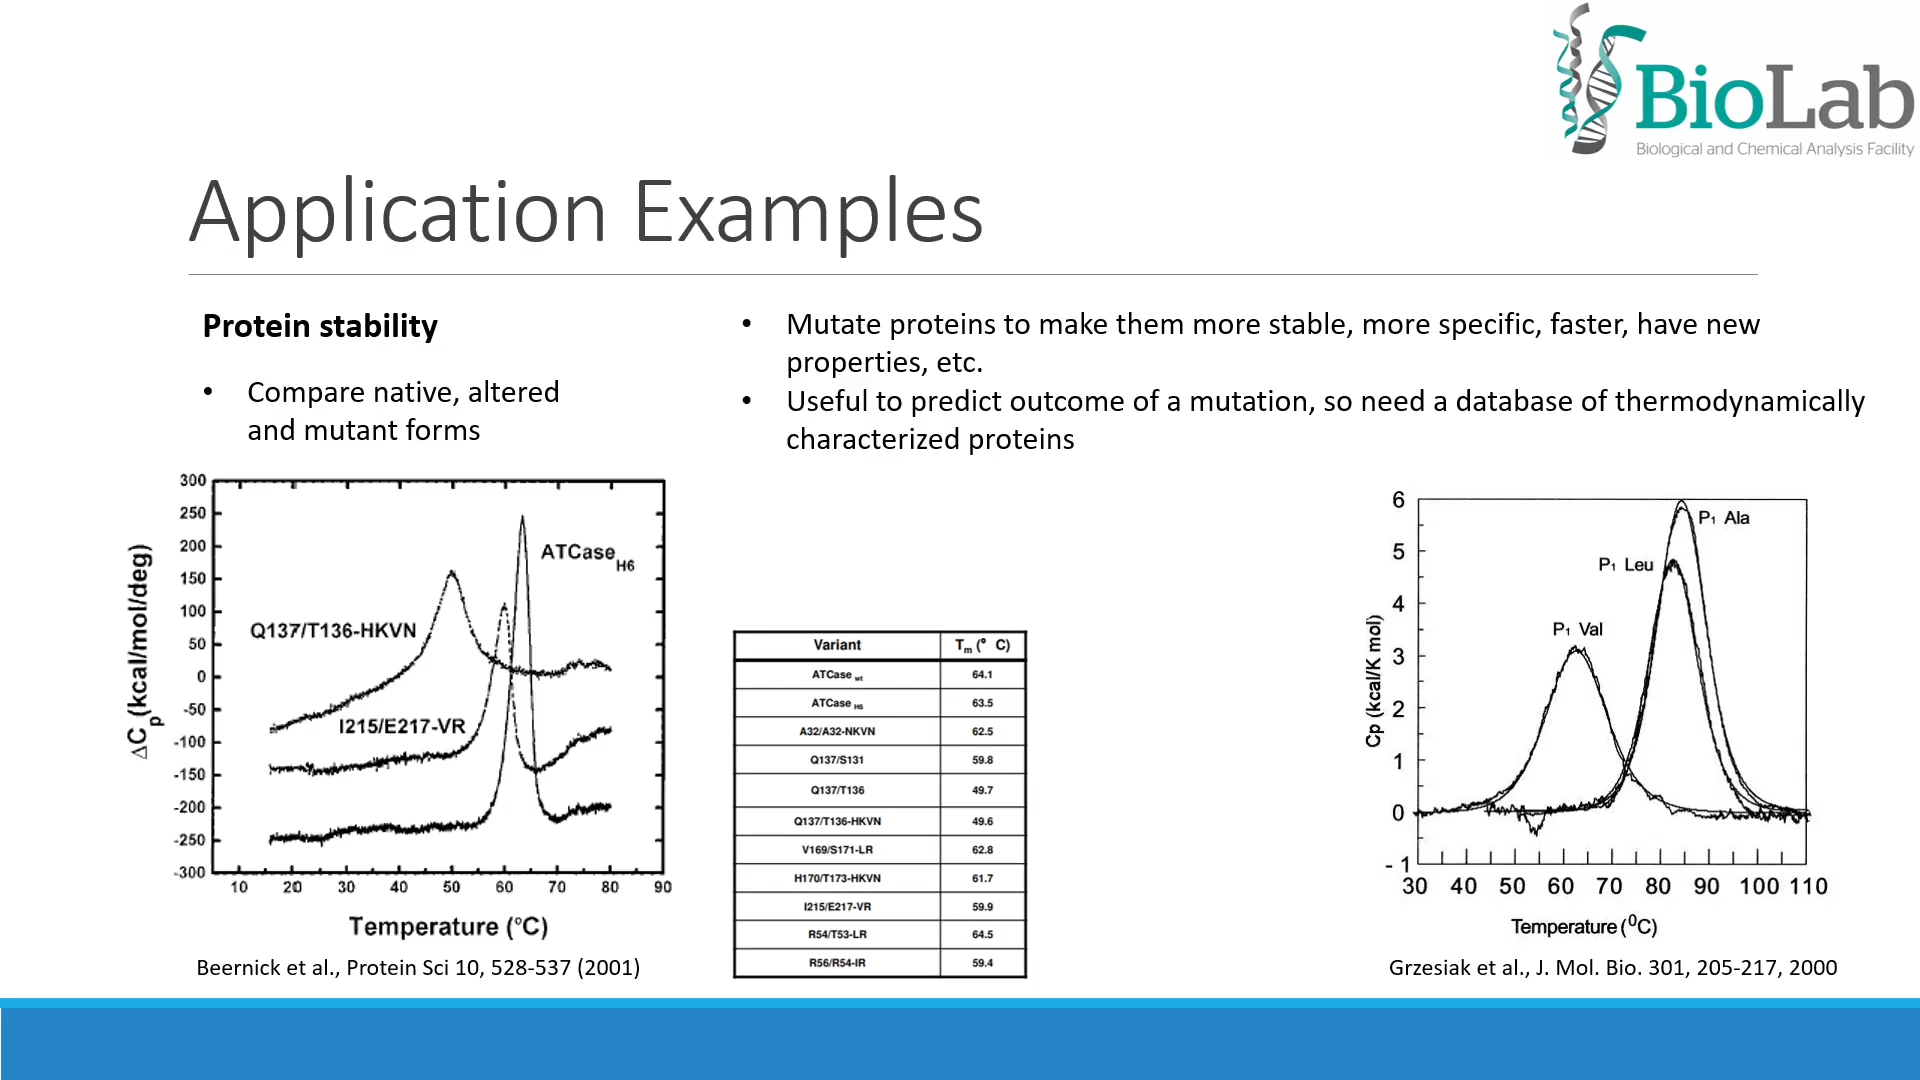 BioLab
Biological and Chemical Analysis Facility
Application Examples
Protein stability
• Compare native, altered
and mutant forms
• Mutate proteins to make them more stable, more specific, faster, have new
properties, etc.
• Useful to predict outcome of a mutation, so need a database of thermodynamically
characterized proteins
300
250
200
150
100
50
0
-50
-100
-150
-200
-250
-300
ΔCp(kcal/mol/deg)
ATCase H6
Q137/T136-HKVN
I215/E217-VR
10 20 30 40 50 60 70 80 90
Temperature (°C)
Beernick et al., Protein Sci 10, 528-537 (2001)
Variant Tm (° C)
ATCase wt 64.1
ATCase H6 63.5
A32/A32-NKVN 62.5
Q137/S131 59.8
Q137/T136 49.7
Q137/T136-HKVN 49.6
V169/S171-LR 62.8
H170/T173-HKVN 61.7
I215/E217-VR 59.9
R54/T53-LR 64.5
R56/R54-IR 59.4
6
5
4
3
2
1
0
- 1
Cp (kcal/K mol)
P1 Ala
P1 Leu
P1 Val
30 40 50 60 70 80 90 100 110
Temperature (0C)
Grzesiak et al., J. Mol. Bio. 301, 205-217, 2000